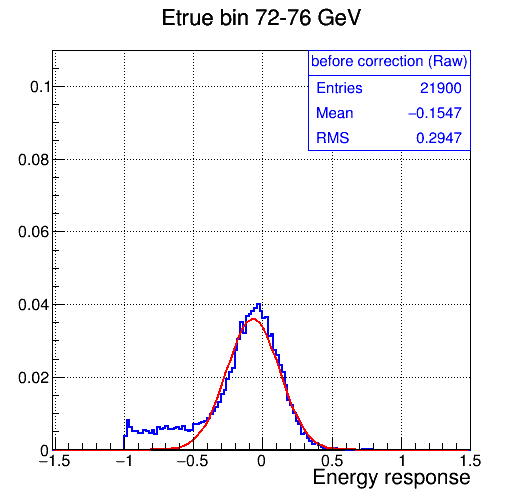 Etrue bin 72-76 GeV
before correction (Raw)
Entries 21900
Mean −0.1547
RMS 0.2947
0.1
0.08
0.06
0.04
0.02
0
−1.5 −1 −0.5 0 0.5 1 1.5
Energy response